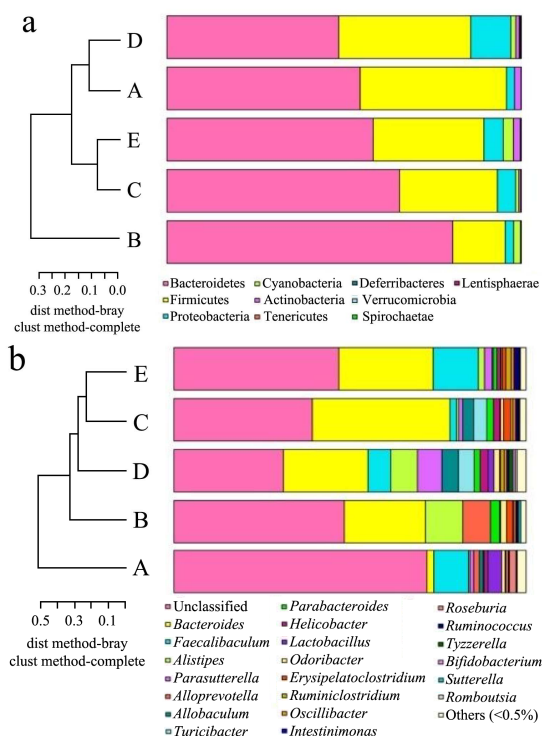 a
D
A
E
C
B
0.3 0.2 0.1 0.0
dist method-bray
clust method-complete
Bacteroidetes Cyanobacteria Deferribacteres Lentisphaerae
Firmicutes Actinobacteria Verrucomicrobia
Proteobacteria Tenericutes Spirochaetae
b
E
C
D
B
A
0.5 0.3 0.1
dist method-bray
clust method-complete
Unclassified Parabacteroides Roseburia
Bacteroides Helicobacter Ruminococcus
Faecalibaculum Lactobacillus Tyzzerella
Alistipes Odoribacter Bifidobacterium
Parasutterella Erysipelatoclostridium Sutterella
Alloprevotella Ruminiclostridium Romboutsia
Allobaculum Oscillibacter Others (<0.5%)
Turicibacter Intestinimonas